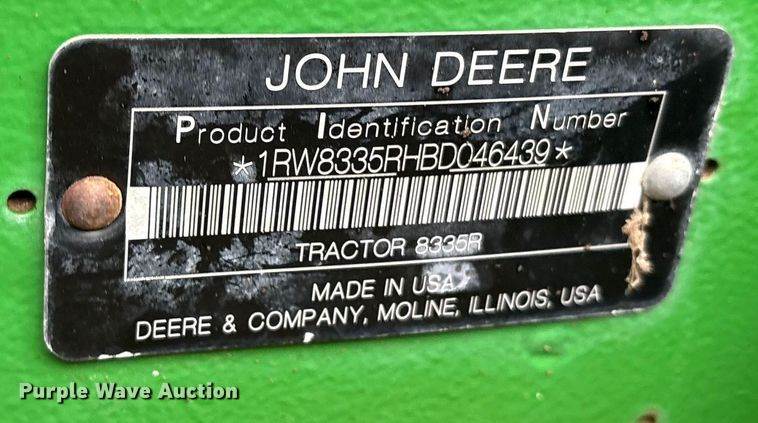 JOHN DEERE
Product Identification Number
*1RW8335RHBD046439*
TRACTOR 8335R
MADE IN USA
DEERE & COMPANY, MOLINE, ILLINOIS, USA
Purple Wave Auction